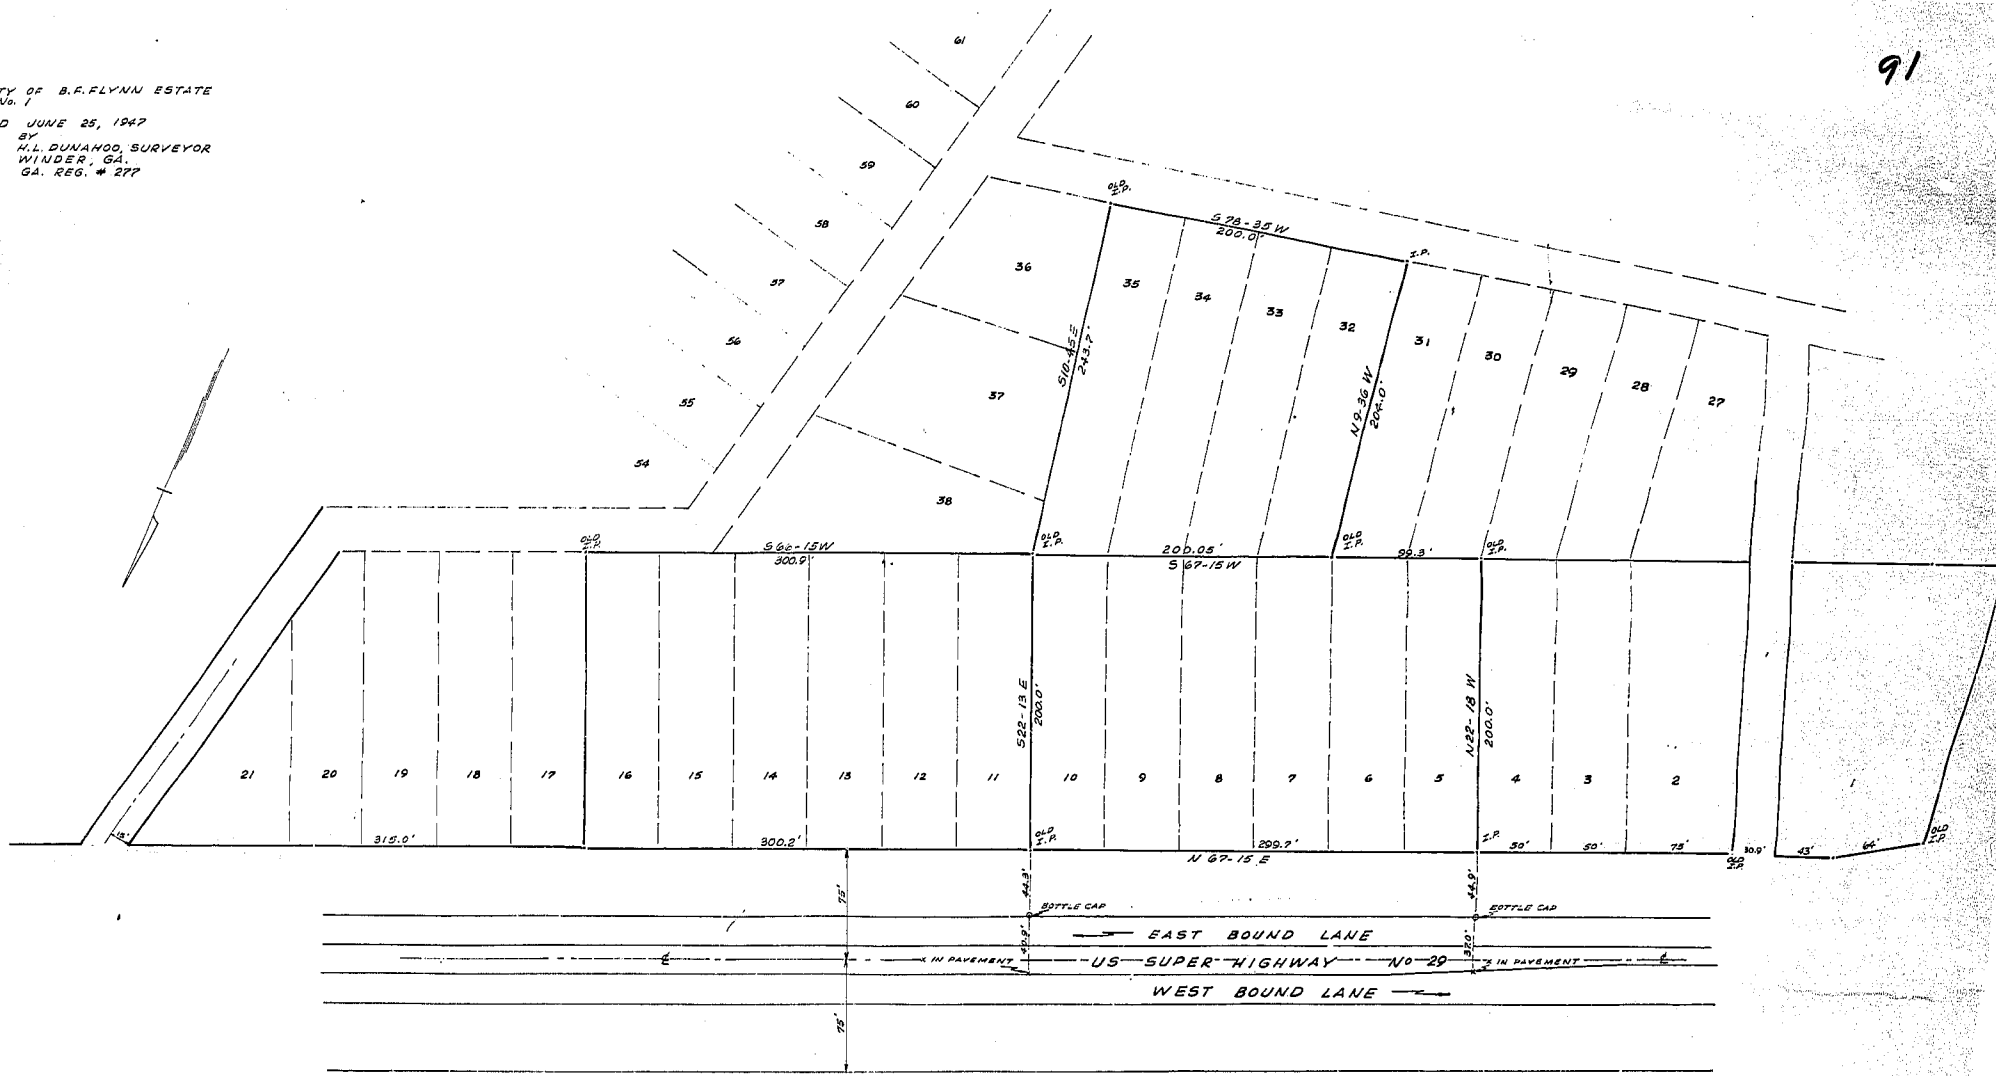 91
TY OF B.F. FLYNN ESTATE
No. 1
D JUNE 25, 1947
BY
H.L. DUNAHOO, SURVEYOR
WINDER, GA.
GA. REG. # 277
61
60
59
58
57
56
55
54
OLD
I.P.
S 78-35 W
200.0'
I.P.
36
35
34
33
32
31
30
29
28
27
S10-45 E
243.7'
N 9-36 W
204.0'
37
38
OLD
I.P.
S 66-15 W
300.9'
OLD
I.P.
200.05'
S 67-15 W
OLD
I.P.
99.3'
OLD
I.P.
S22-13 E
200.0'
N22-18 W
200.0'
21
20
19
18
17
16
15
14
13
12
11
10
9
8
7
6
5
4
3
2
1
15'
315.0'
300.2'
OLD
I.P.
299.7'
N 67-15 E
I.P.
50'
50'
75'
OLD
I.P.
30.9'
43'
64'
OLD
I.P.
75'
44.3'
44.9'
BOTTLE CAP
BOTTLE CAP
EAST BOUND LANE
40.9'
37.0'
X IN PAVEMENT
US SUPER HIGHWAY No 29
X IN PAVEMENT
WEST BOUND LANE
75'